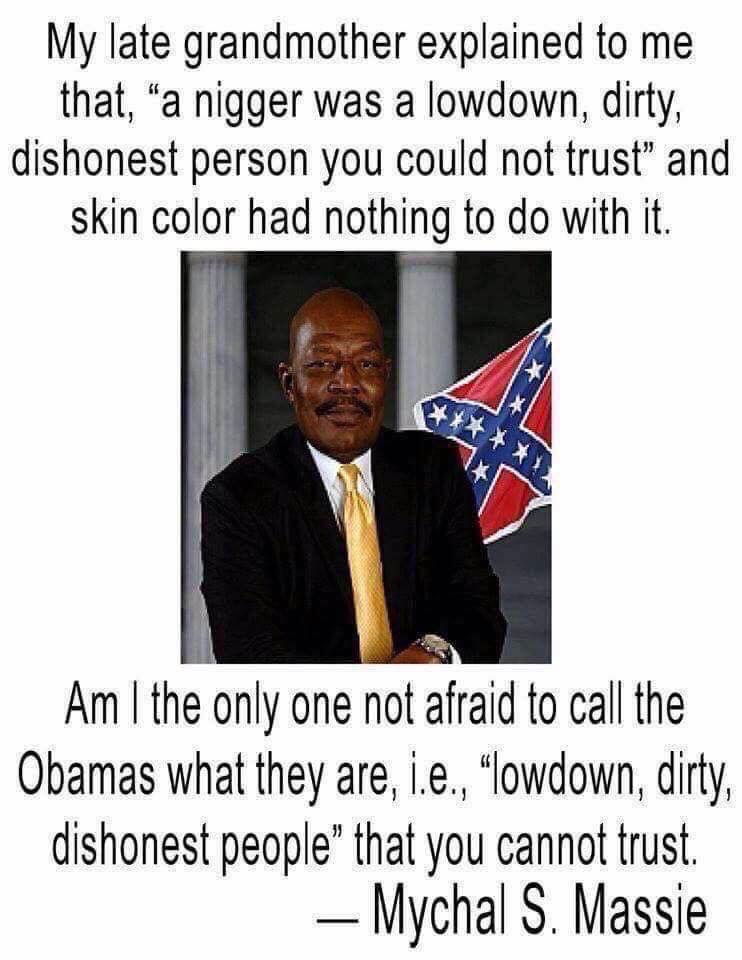 My late grandmother explained to me
that, “a nigger was a lowdown, dirty,
dishonest person you could not trust” and
skin color had nothing to do with it.
Am I the only one not afraid to call the
Obamas what they are, i.e., “lowdown, dirty,
dishonest people” that you cannot trust.
— Mychal S. Massie